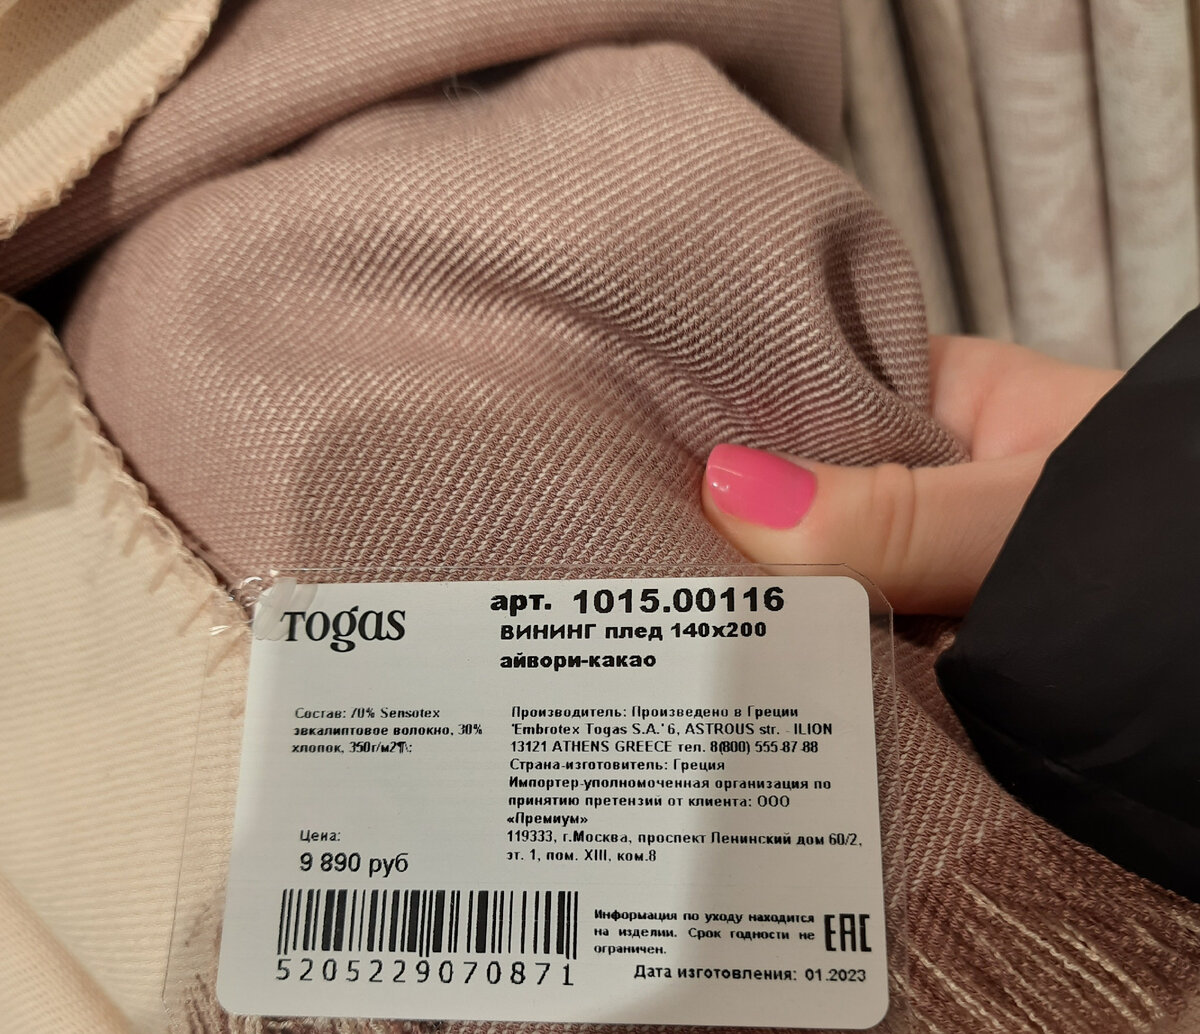 Togas
арт. 1015.00116
ВИНИНГ плед 140x200
айвори-какао
Состав: 70% Sensotex
эвкалиптовое волокно, 30%
хлопок, 350г/м2¶\:
Цена:
9 890 руб
Производитель: Произведено в Греции
"Embrotex Togas S.A." 6, ASTROUS str. - ILION
13121 ATHENS GREECE тел. 8(800) 555-87-88
Страна-изготовитель: Греция
Импортер-уполномоченная организация по
принятию претензий от клиента: ООО
«Премиум»
119333, г.Москва, проспект Ленинский дом 60/2,
эт. 1, пом. XIII, ком.8
5205229070871
Информация по уходу находится
на изделии. Срок годности не
ограничен.
EAC
Дата изготовления: 01.2023